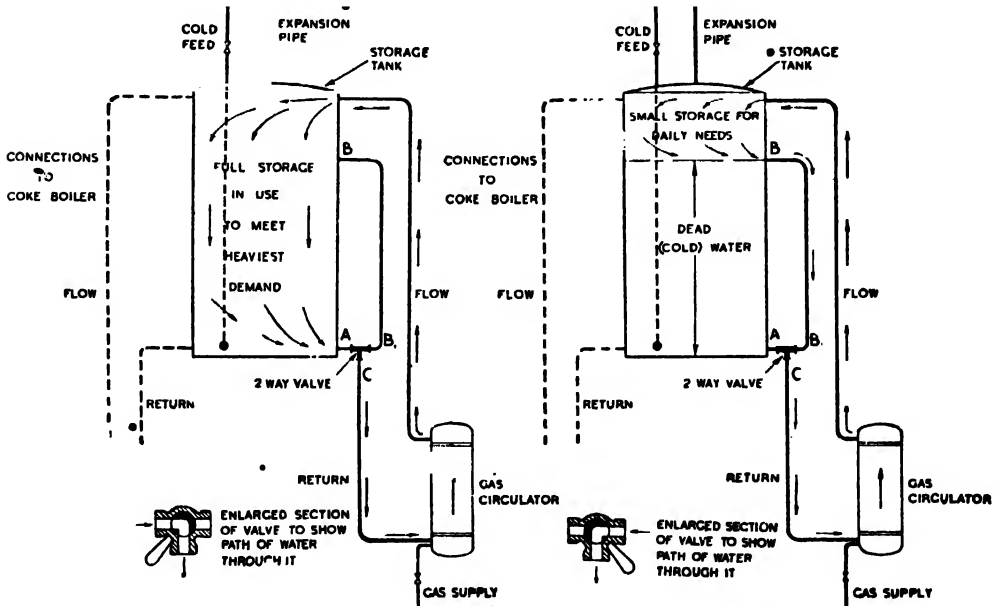 COLD
FEED
EXPANSION
PIPE
STORAGE
TANK
CONNECTIONS
TO
COKE BOILER
B
FULL STORAGE
IN USE
TO MEET
HEAVIEST
DEMAND
FLOW
FLOW
A
B
2 WAY VALVE
C
RETURN
RETURN
GAS
CIRCULATOR
ENLARGED SECTION
OF VALVE TO SHOW
PATH OF WATER
THROUGH IT
GAS SUPPLY
COLD
FEED
EXPANSION
PIPE
STORAGE
TANK
SMALL STORAGE FOR
DAILY NEEDS
CONNECTIONS
TO
COKE BOILER
B
DEAD
(COLD) WATER
FLOW
FLOW
A
B
2 WAY VALVE
C
RETURN
RETURN
GAS
CIRCULATOR
ENLARGED SECTION
OF VALVE TO SHOW
PATH OF WATER
THROUGH IT
GAS SUPPLY